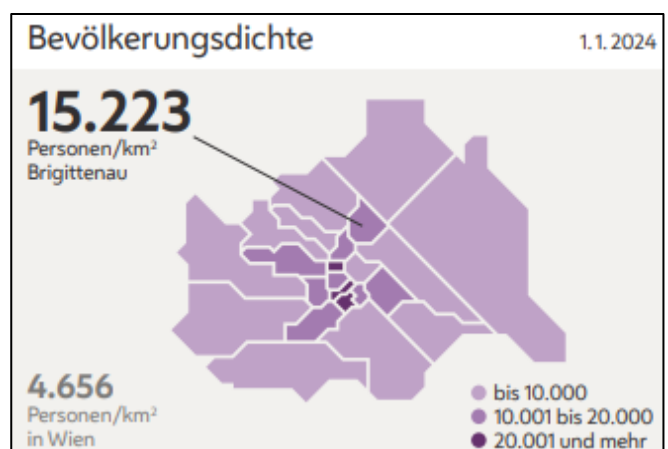 Bevölkerungsdichte
1.1.2024
15.223
Personen/km²
Brigittenau
4.656
Personen/km²
in Wien
bis 10.000
10.001 bis 20.000
20.001 und mehr